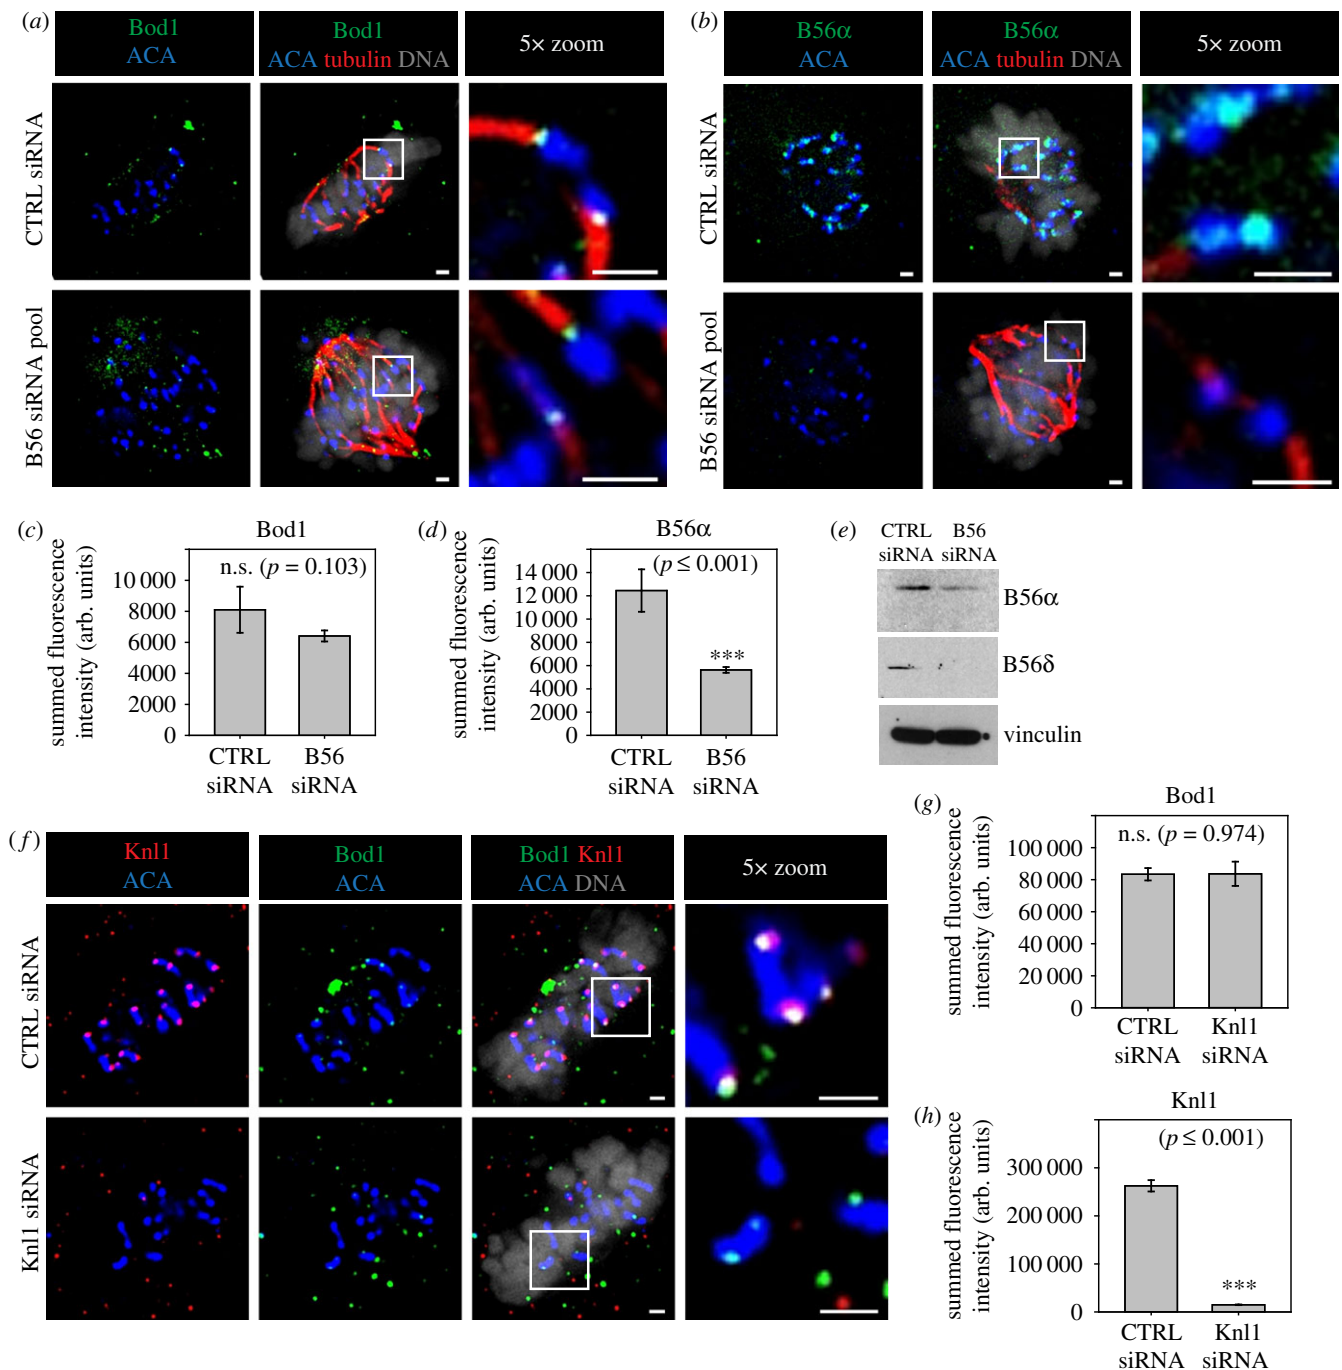 (a)
Bod1
ACA
Bod1
ACA tubulin DNA
5× zoom
CTRL siRNA
B56 siRNA pool
(b)
B56α
ACA
B56α
ACA tubulin DNA
5× zoom
CTRL siRNA
B56 siRNA pool
(c)
Bod1
n.s. (p = 0.103)
summed fluorescence
intensity (arb. units)
10 000
8000
6000
4000
2000
0
CTRL
siRNA
B56
siRNA
(d)
B56α
(p ≤ 0.001)
summed fluorescence
intensity (arb. units)
14 000
12 000
10 000
8000
6000
4000
2000
0
***
CTRL
siRNA
B56
siRNA
(e)
CTRL
siRNA
B56
siRNA
B56α
B56δ
vinculin
(f)
Knl1
ACA
Bod1
ACA
Bod1 Knl1
ACA DNA
5× zoom
CTRL siRNA
Knl1 siRNA
(g)
Bod1
n.s. (p = 0.974)
summed fluorescence
intensity (arb. units)
100 000
80 000
60 000
40 000
20 000
0
CTRL
siRNA
Knl1
siRNA
(h)
Knl1
(p ≤ 0.001)
summed fluorescence
intensity (arb. units)
300 000
200 000
100 000
0
***
CTRL
siRNA
Knl1
siRNA